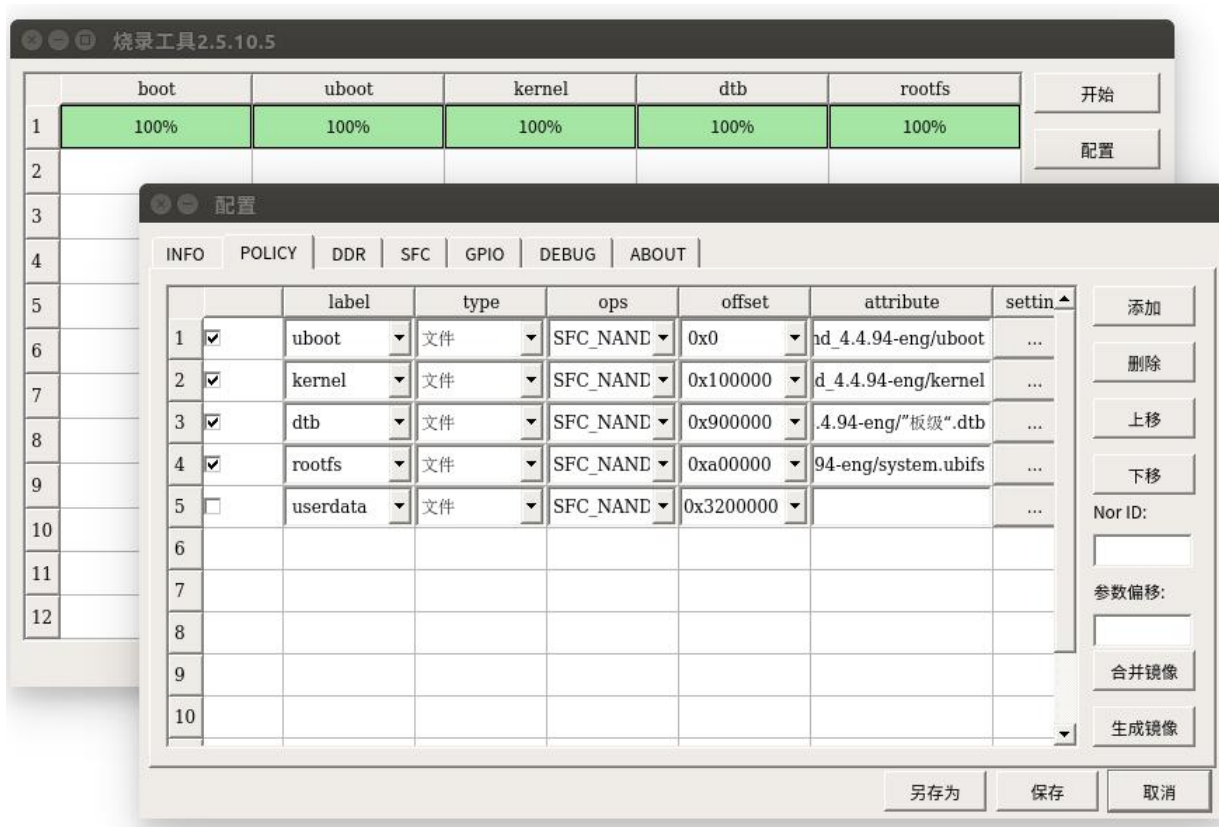 烧录工具2.5.10.5
boot uboot kernel dtb rootfs
开始
1 100% 100% 100% 100% 100%
配置
2
3
4
5
6
7
8
9
10
11
12
配置
INFO POLICY DDR SFC GPIO DEBUG ABOUT
label type ops offset attribute settin
添加
1 uboot 文件 SFC_NAND 0x0 nd_4.4.94-eng/uboot ...
删除
2 kernel 文件 SFC_NAND 0x100000 d_4.4.94-eng/kernel ...
3 dtb 文件 SFC_NAND 0x900000 .4.94-eng/”板级“.dtb ...
上移
4 rootfs 文件 SFC_NAND 0xa00000 94-eng/system.ubifs ...
下移
5 userdata 文件 SFC_NAND 0x3200000 ...
Nor ID:
6
7
参数偏移:
8
9
合并镜像
10
生成镜像
另存为 保存 取消